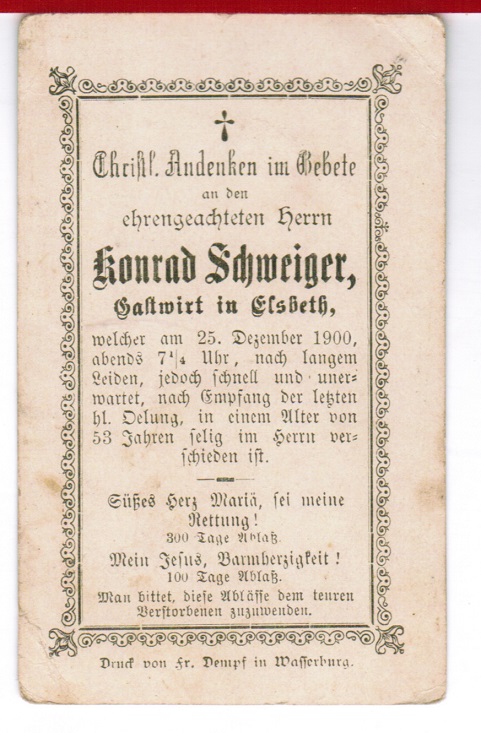 †
Christl. Andenken im Gebete
an den
ehrengeachteten Herrn
Konrad Schweiger,
Gastwirt in Elsbeth,
welcher am 25. Dezember 1900,
abends 7¼ Uhr, nach langem
Leiden, jedoch schnell und uner-
wartet, nach Empfang der letzten
hl. Oelung, in einem Alter von
53 Jahren selig im Herrn ver-
schieden ist.
Süßes Herz Mariä, sei meine
Rettung!
300 Tage Ablaß.
Mein Jesus, Barmherzigkeit!
100 Tage Ablaß.
Man bittet, diese Ablässe dem teuren
Verstorbenen zuzuwenden.
Druck von Fr. Dempf in Wasserburg.